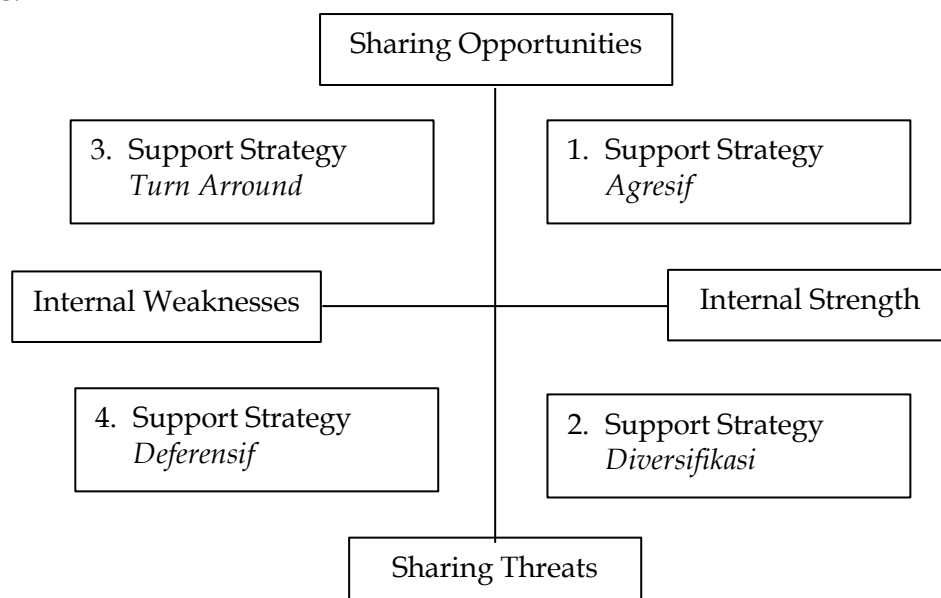 Sharing Opportunities
3. Support Strategy
Turn Arround
1. Support Strategy
Agresif
Internal Weaknesses
Internal Strength
4. Support Strategy
Deferensif
2. Support Strategy
Diversifikasi
Sharing Threats